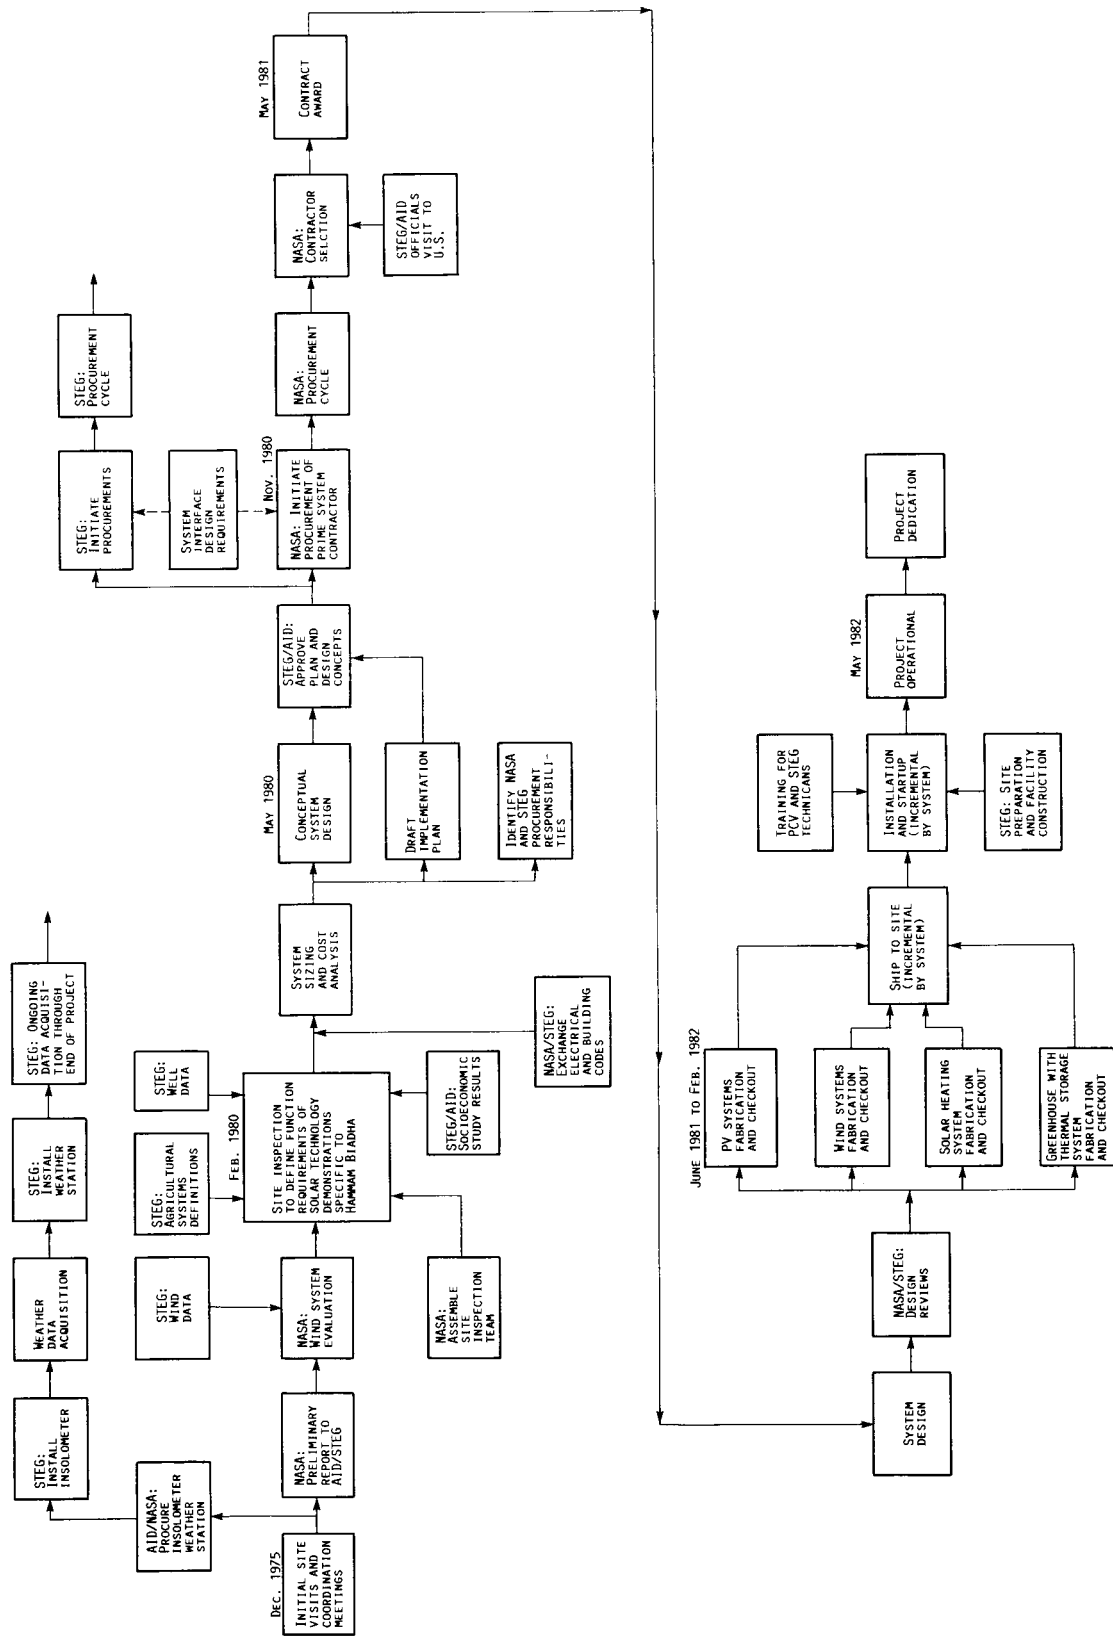 DEC. 1975
INITIAL SITE
VISITS AND
COORDINATION
MEETINGS
AID/NASA:
PROCURE
INSOLOMETER
WEATHER
STATION
STEG:
INSTALL
INSOLOMETER
WEATHER
DATA
ACQUISITION
STEG:
INSTALL
WEATHER
STATION
STEG: ONGOING
DATA ACQUISI-
TION THROUGH
END OF PROJECT
NASA:
PRELIMINARY
REPORT TO
AID/STEG
STEG:
WIND
DATA
NASA:
WIND SYSTEM
EVALUATION
STEG:
AGRICULTURAL
SYSTEMS
DEFINITIONS
STEG:
WELL
DATA
FEB. 1980
SITE INSPECTION
TO DEFINE FUNCTION
REQUIREMENTS OF
SOLAR TECHNOLOGY
DEMONSTRATIONS
SPECIFIC TO
HAMMAM BIADHA
NASA:
ASSEMBLE
SITE
INSPECTION
TEAM
STEG/AID:
SOCIOECONOMIC
STUDY RESULTS
NASA/STEG:
EXCHANGE
ELECTRICAL
AND BUILDING
CODES
SYSTEM
SIZING
AND COST
ANALYSIS
MAY 1980
CONCEPTUAL
SYSTEM
DESIGN
DRAFT
IMPLEMENTATION
PLAN
IDENTIFY NASA
AND STEG
PROCUREMENT
RESPONSIBILI-
TIES
STEG/AID:
APPROVE
PLAN AND
DESIGN
CONCEPTS
STEG:
INITIATE
PROCUREMENTS
SYSTEM
INTERFACE
DESIGN
REQUIREMENTS
NOV. 1980
NASA: INITIATE
PROCUREMENT OF
PRIME SYSTEM
CONTRACTOR
STEG:
PROCUREMENT
CYCLE
NASA:
PROCUREMENT
CYCLE
NASA:
CONTRACTOR
SELCTION
STEG/AID
OFFICIALS
VISIT TO
U.S.
MAY 1981
CONTRACT
AWARD
SYSTEM
DESIGN
NASA/STEG:
DESIGN
REVIEWS
JUNE 1981 TO FEB. 1982
PV SYSTEMS
FABRICATION
AND CHECKOUT
WIND SYSTEMS
FABRICATION
AND CHECKOUT
SOLAR HEATING
SYSTEM
FABRICATION
AND CHECKOUT
GREENHOUSE WITH
THERMAL STORAGE
SYSTEM
FABRICATION
AND CHECKOUT
SHIP TO SITE
(INCREMENTAL
BY SYSTEM)
TRAINING FOR
PCV AND STEG
TECHNICANS
INSTALLATION
AND STARTUP
(INCREMENTAL
BY SYSTEM)
STEG: SITE
PREPARATION
AND FACILITY
CONSTRUCTION
MAY 1982
PROJECT
OPERATIONAL
PROJECT
DEDICATION